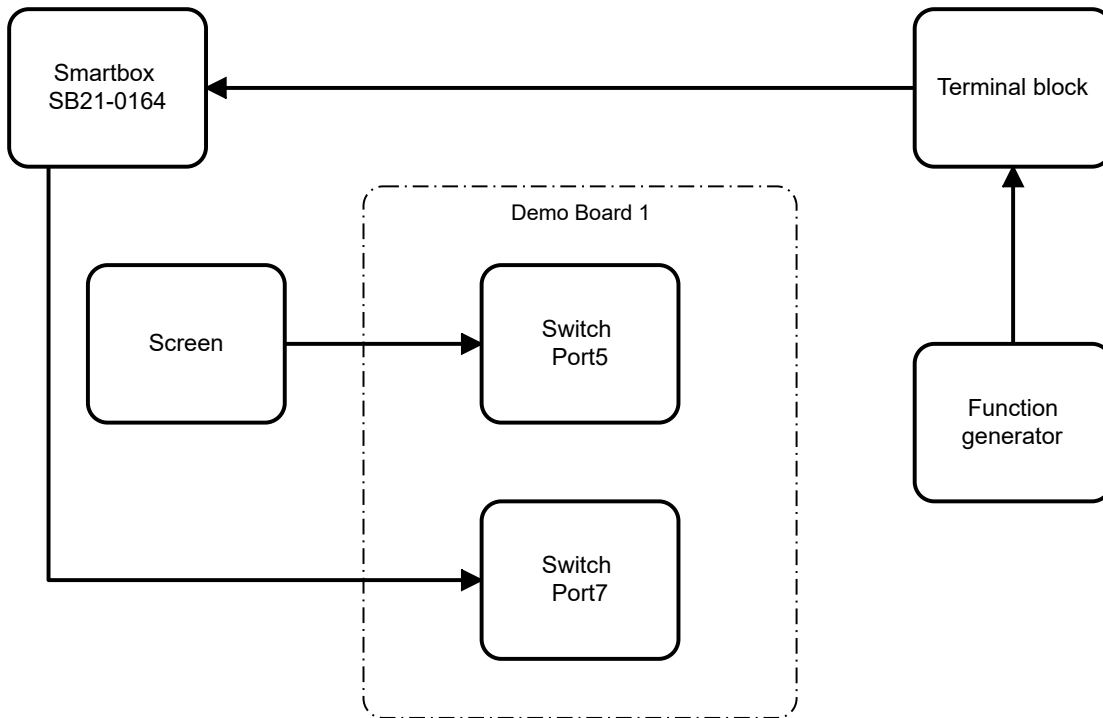 Smartbox
SB21-0164
Terminal block
Demo Board 1
Screen
Switch
Port5
Function
generator
Switch
Port7